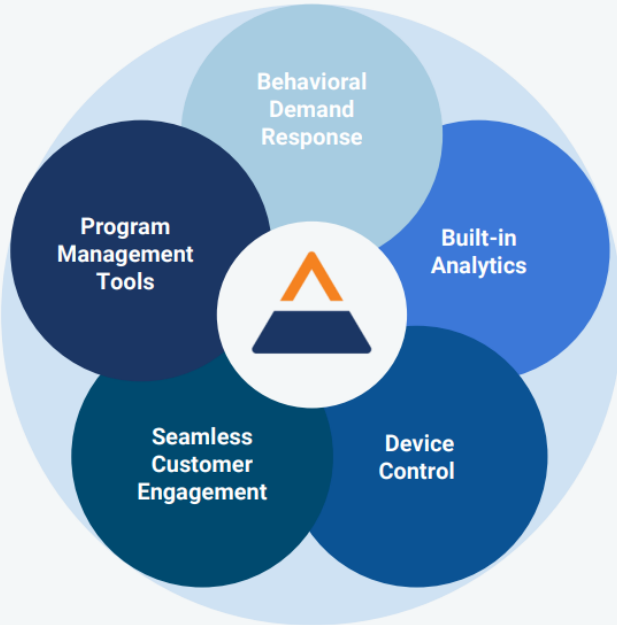 Behavioral
Demand
Response
Built-in
Analytics
Device
Control
Seamless
Customer
Engagement
Program
Management
Tools